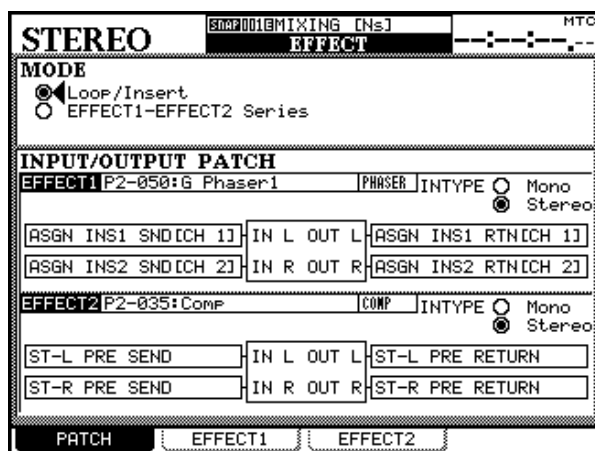 STEREO
SNAP001 MIXING [Ns]
EFFECT
MTC
--:--:--.--
MODE
Loop/Insert
EFFECT1-EFFECT2 Series
INPUT/OUTPUT PATCH
EFFECT1 P2-050:G Phaser1 PHASER INTYPE Mono
Stereo
ASGN INS1 SND[CH 1] IN L OUT L ASGN INS1 RTN[CH 1]
ASGN INS2 SND[CH 2] IN R OUT R ASGN INS2 RTN[CH 2]
EFFECT2 P2-035:Comp COMP INTYPE Mono
Stereo
ST-L PRE SEND IN L OUT L ST-L PRE RETURN
ST-R PRE SEND IN R OUT R ST-R PRE RETURN
PATCH EFFECT1 EFFECT2